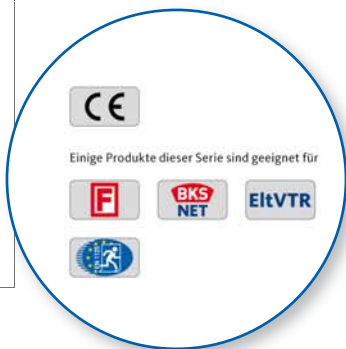 CE
Einige Produkte dieser Serie sind geeignet für
F
BKS
NET
EltVTR